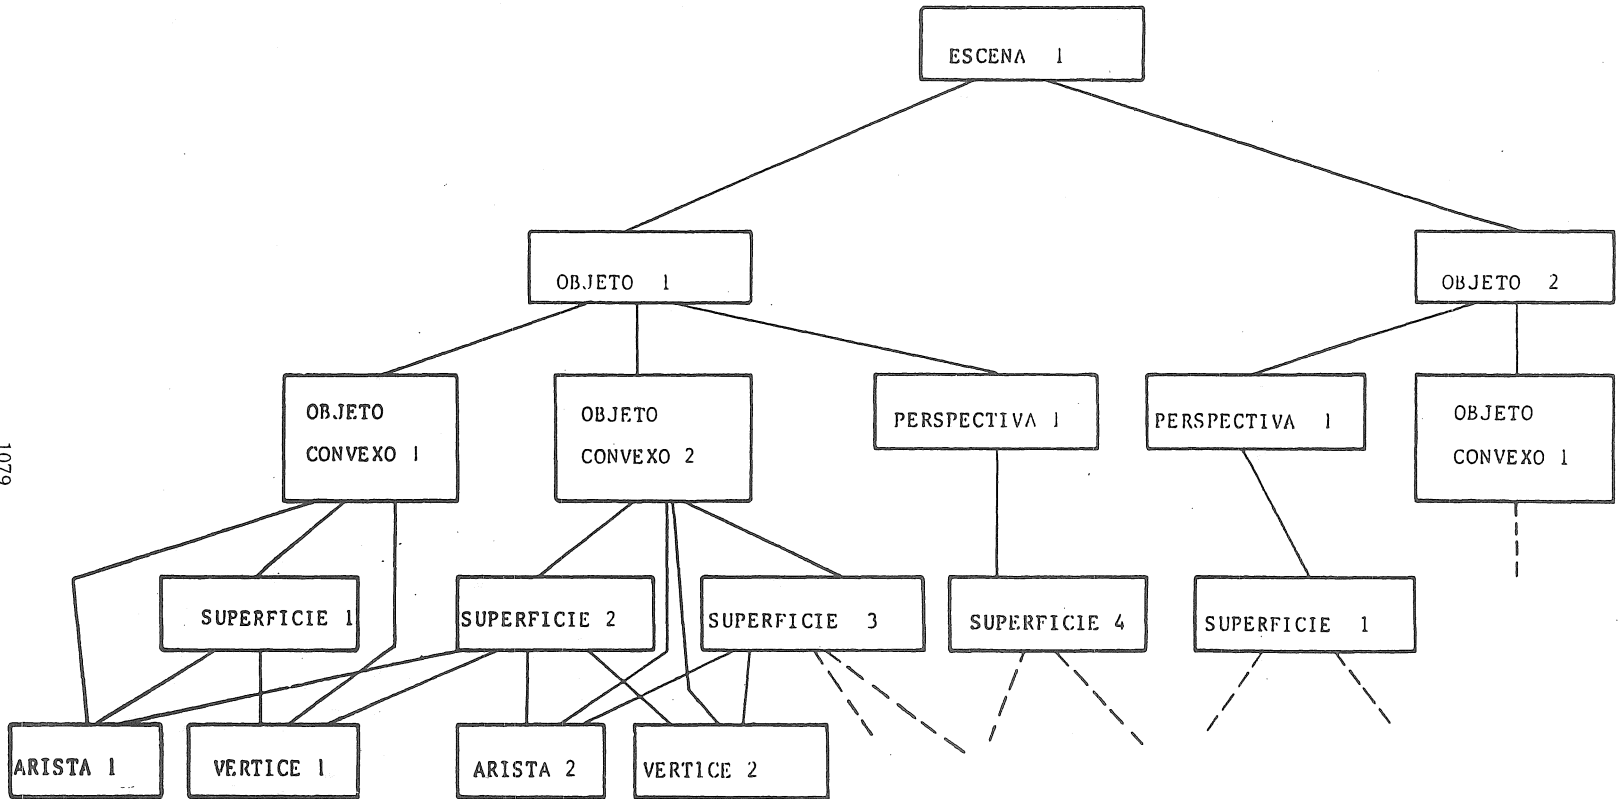 ESCENA 1
OBJETO 1
OBJETO 2
OBJETO
CONVEXO 1
OBJETO
CONVEXO 2
PERSPECTIVA 1
PERSPECTIVA 1
OBJETO
CONVEXO 1
SUPERFICIE 1
SUPERFICIE 2
SUPERFICIE 3
SUPERFICIE 4
SUPERFICIE 1
ARISTA 1
VERTICE 1
ARISTA 2
VERTICE 2
1079